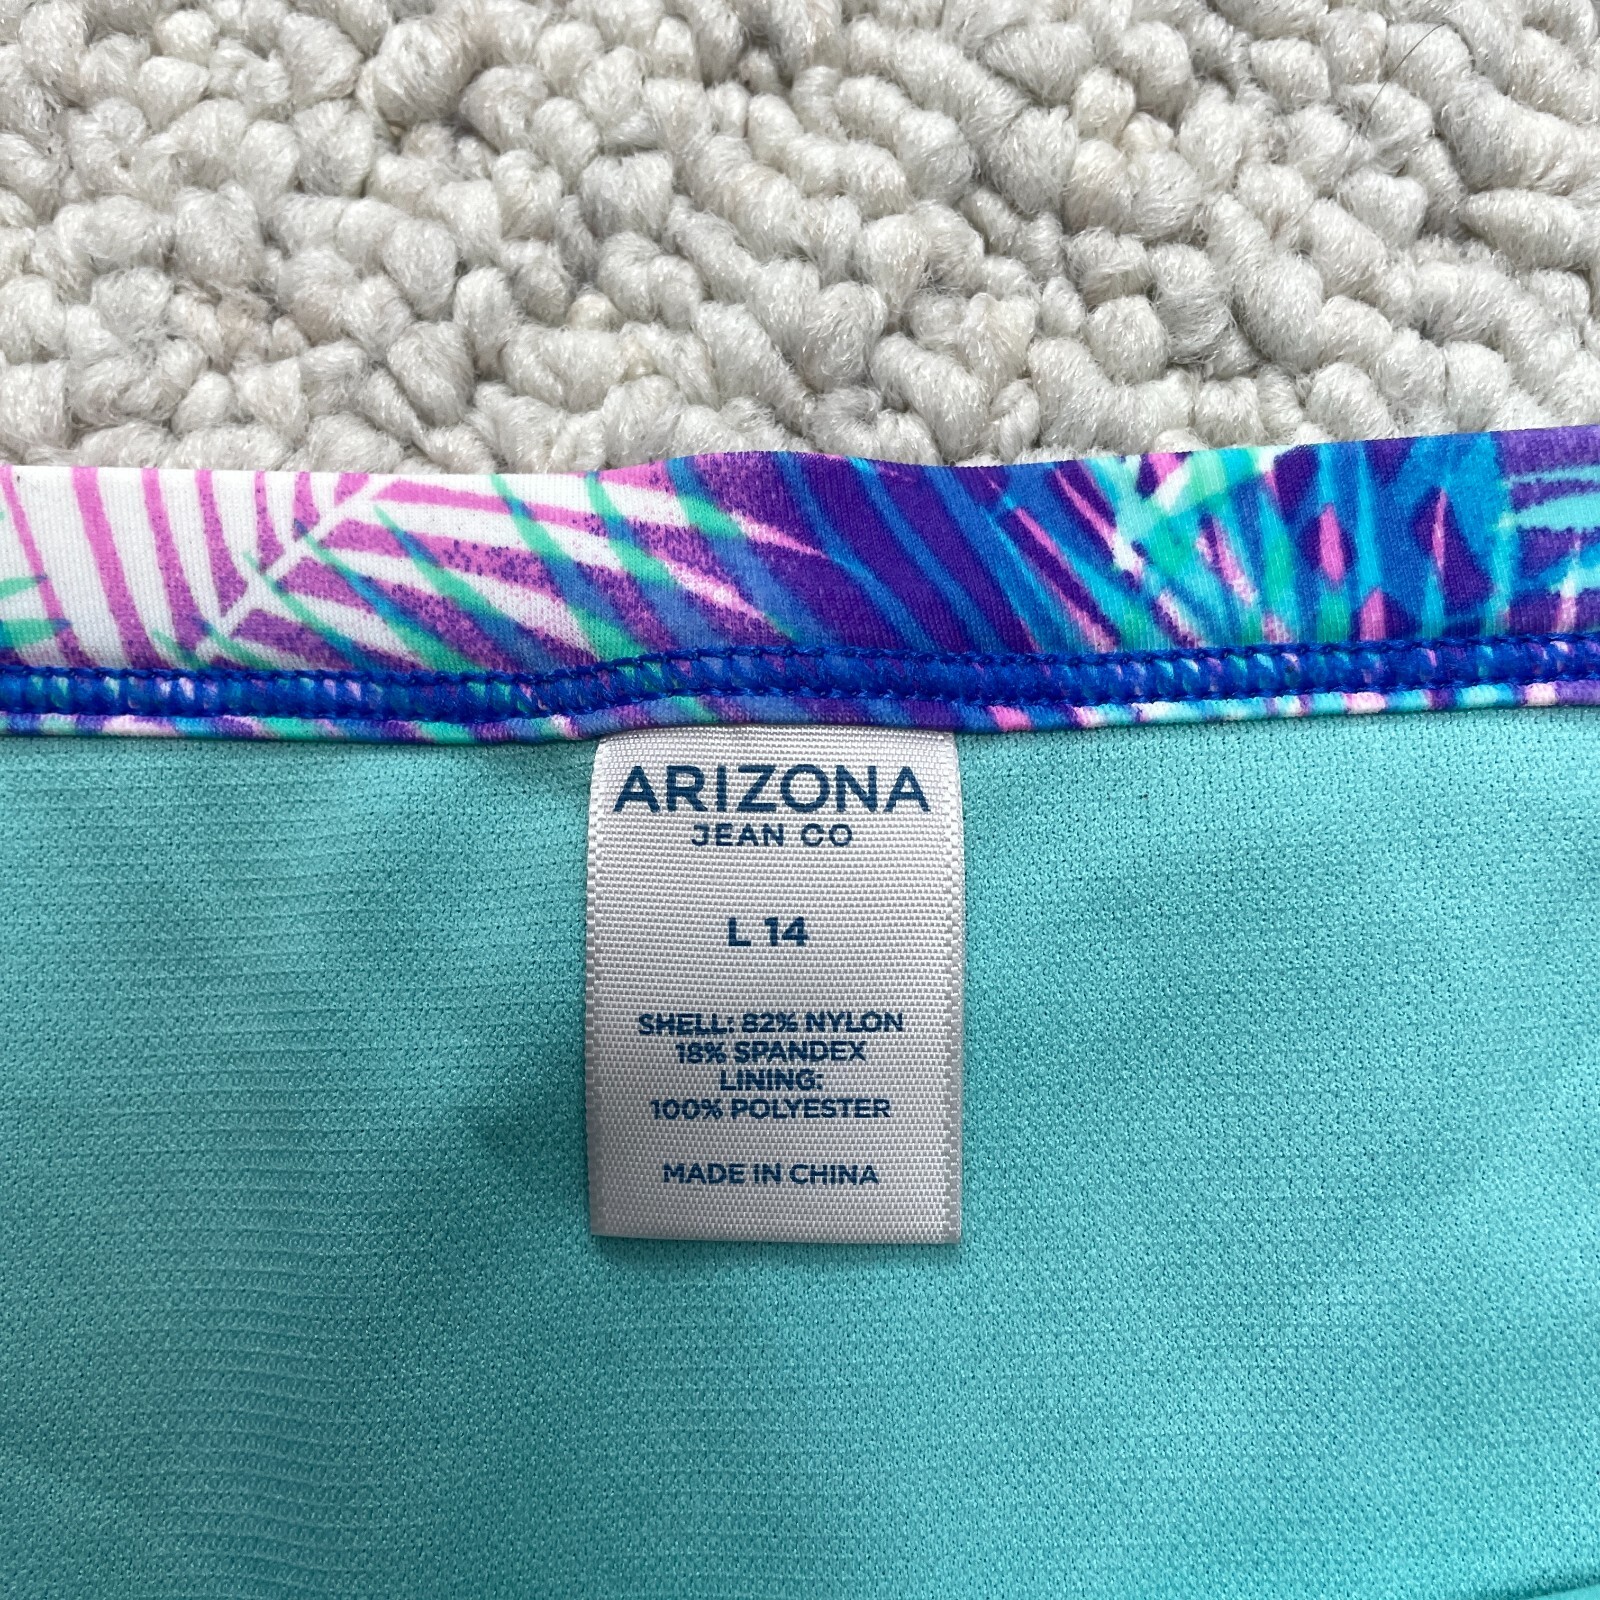 ARIZONA
JEAN CO
L 14
SHELL: 82% NYLON
18% SPANDEX
LINING:
100% POLYESTER
MADE IN CHINA